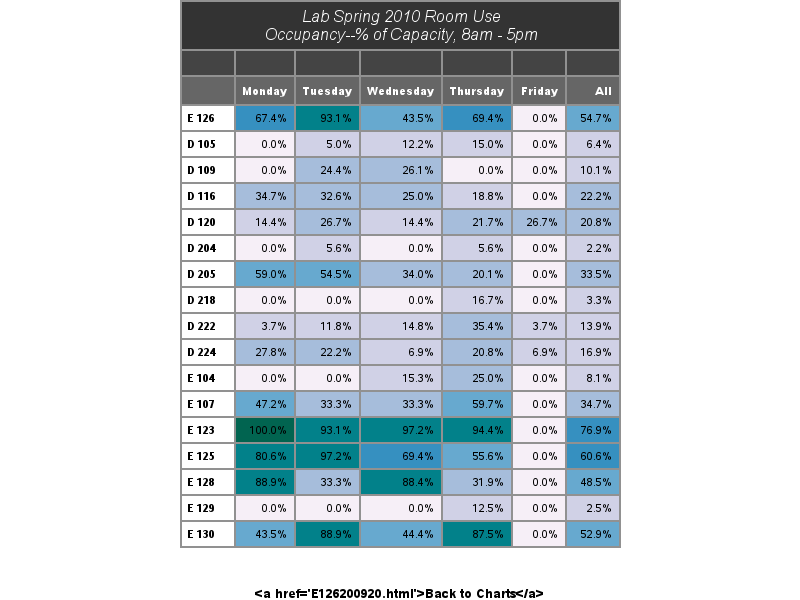 Lab Spring 2010 Room Use
Occupancy--% of Capacity, 8am - 5pm
Monday Tuesday Wednesday Thursday Friday All
E 126 67.4% 93.1% 43.5% 69.4% 0.0% 54.7%
D 105 0.0% 5.0% 12.2% 15.0% 0.0% 6.4%
D 109 0.0% 24.4% 26.1% 0.0% 0.0% 10.1%
D 116 34.7% 32.6% 25.0% 18.8% 0.0% 22.2%
D 120 14.4% 26.7% 14.4% 21.7% 26.7% 20.8%
D 204 0.0% 5.6% 0.0% 5.6% 0.0% 2.2%
D 205 59.0% 54.5% 34.0% 20.1% 0.0% 33.5%
D 218 0.0% 0.0% 0.0% 16.7% 0.0% 3.3%
D 222 3.7% 11.8% 14.8% 35.4% 3.7% 13.9%
D 224 27.8% 22.2% 6.9% 20.8% 6.9% 16.9%
E 104 0.0% 0.0% 15.3% 25.0% 0.0% 8.1%
E 107 47.2% 33.3% 33.3% 59.7% 0.0% 34.7%
E 123 100.0% 93.1% 97.2% 94.4% 0.0% 76.9%
E 125 80.6% 97.2% 69.4% 55.6% 0.0% 60.6%
E 128 88.9% 33.3% 88.4% 31.9% 0.0% 48.5%
E 129 0.0% 0.0% 0.0% 12.5% 0.0% 2.5%
E 130 43.5% 88.9% 44.4% 87.5% 0.0% 52.9%
<a href='E126200920.html'>Back to Charts</a>